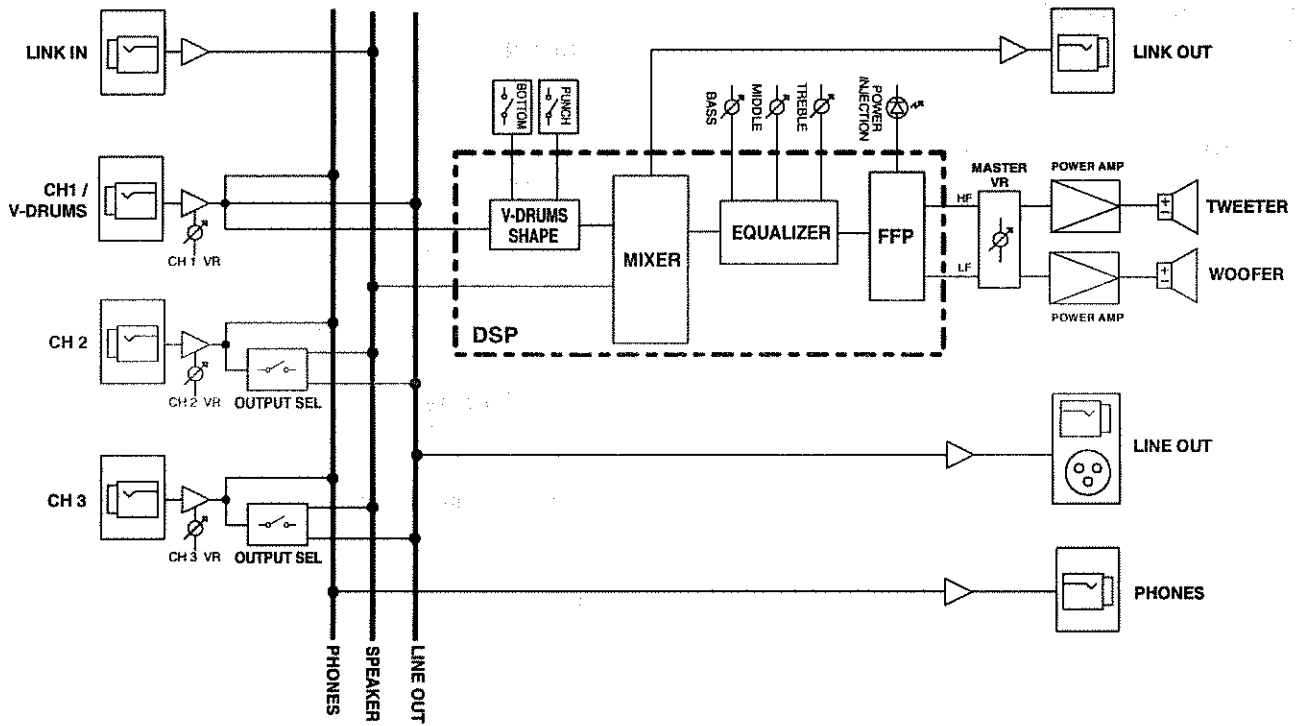 LINK IN
LINK OUT
BOTTOM
PUNCH
BASS
MIDDLE
TREBLE
POWER
INJECTION
CH1 /
V-DRUMS
CH 1 VR
V-DRUMS
SHAPE
MIXER
EQUALIZER
FFP
HF
LF
MASTER
VR
POWER AMP
TWEETER
WOOFER
POWER AMP
DSP
CH 2
CH 2 VR
OUTPUT SEL
LINE OUT
CH 3
CH 3 VR
OUTPUT SEL
PHONES
PHONES
SPEAKER
LINE OUT